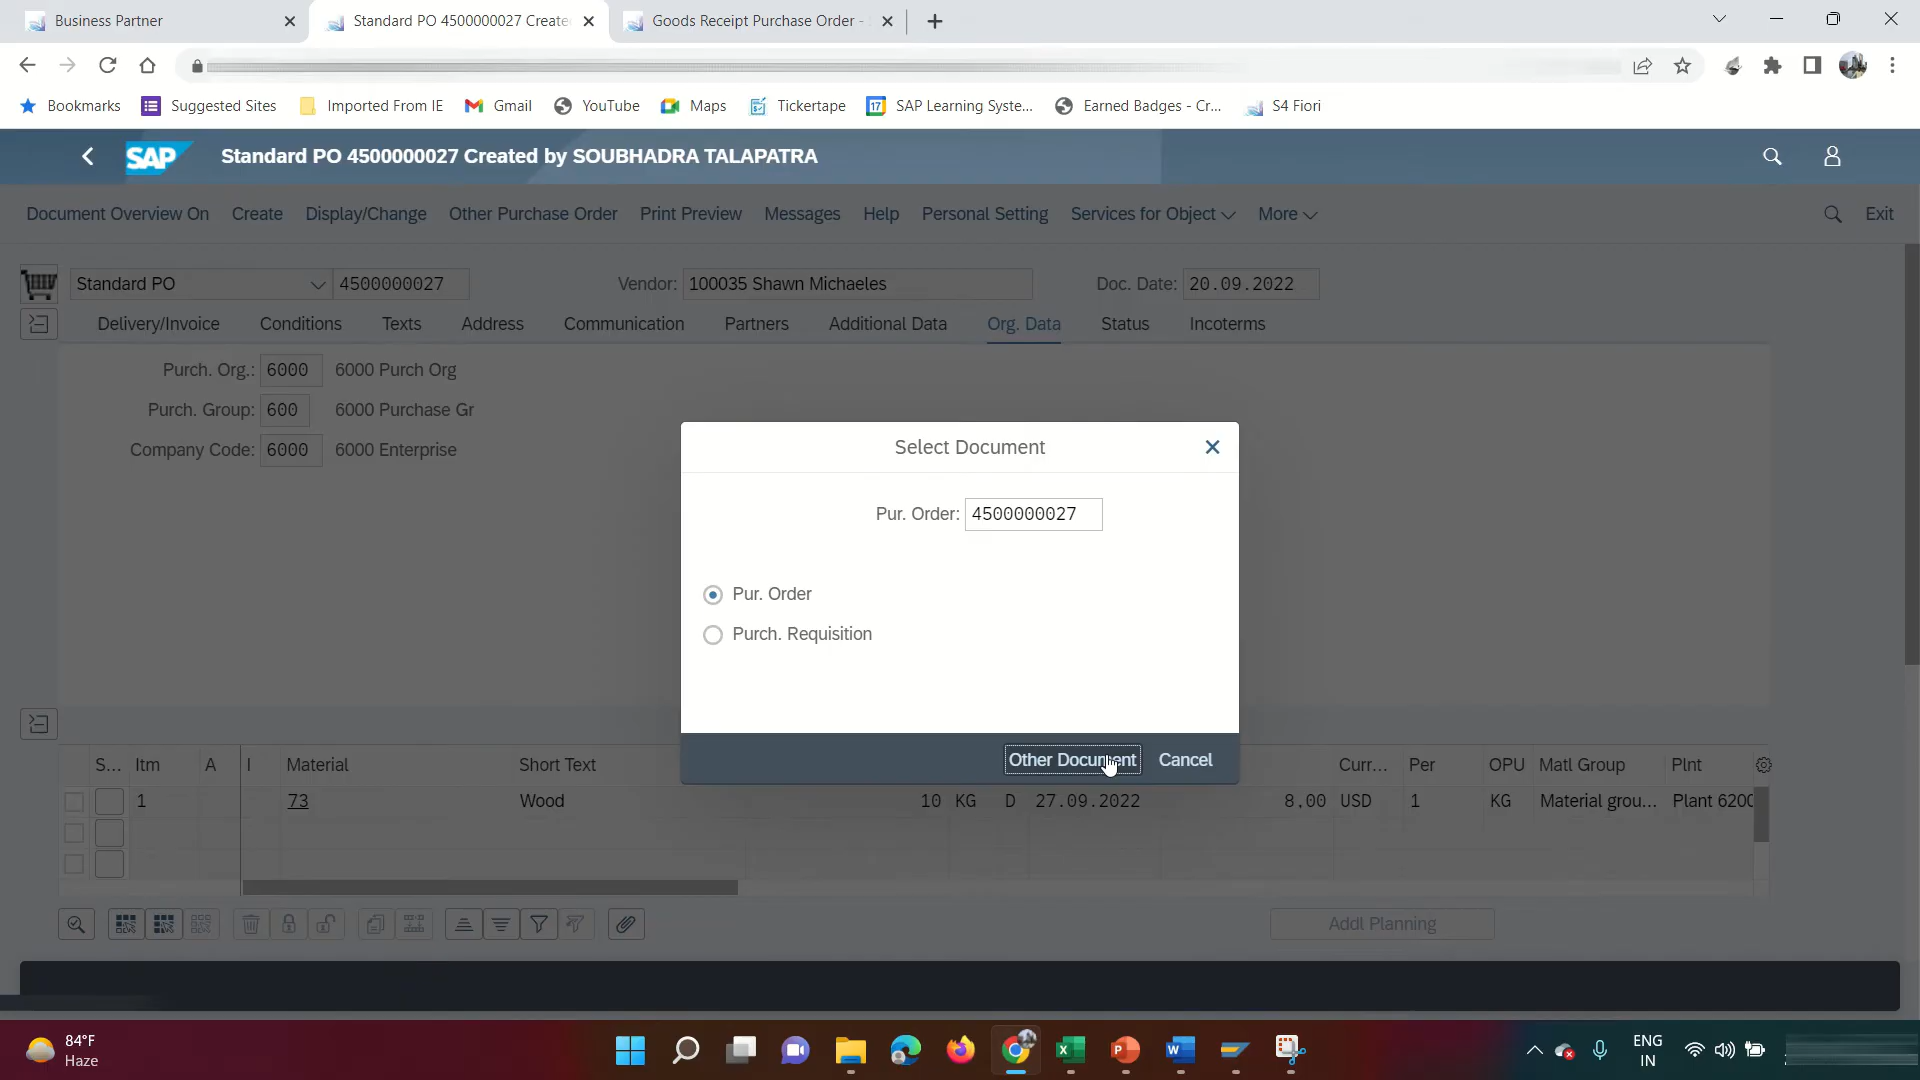 Business Partner
Standard PO 4500000027 Create
Goods Receipt Purchase Order -
Bookmarks Suggested Sites Imported From IE Gmail YouTube Maps Tickertape SAP Learning Syste... Earned Badges - Cr... S4 Fiori
SAP Standard PO 4500000027 Created by SOUBHADRA TALAPATRA
Document Overview On Create Display/Change Other Purchase Order Print Preview Messages Help Personal Setting Services for Object More Exit
Standard PO 4500000027 Vendor: 100035 Shawn Michaeles Doc. Date: 20.09.2022
Delivery/Invoice Conditions Texts Address Communication Partners Additional Data Org. Data Status Incoterms
Purch. Org.: 6000 6000 Purch Org
Purch. Group: 600 6000 Purchase Gr
Company Code: 6000 6000 Enterprise
Select Document
Pur. Order: 4500000027
Pur. Order
Purch. Requisition
Other Document Cancel
S... Itm A I Material Short Text Curr... Per OPU Matl Group Plnt
1 73 Wood 10 KG D 27.09.2022 8,00 USD 1 KG Material grou... Plant 6200
Addl Planning
84°F
Haze
ENG
IN